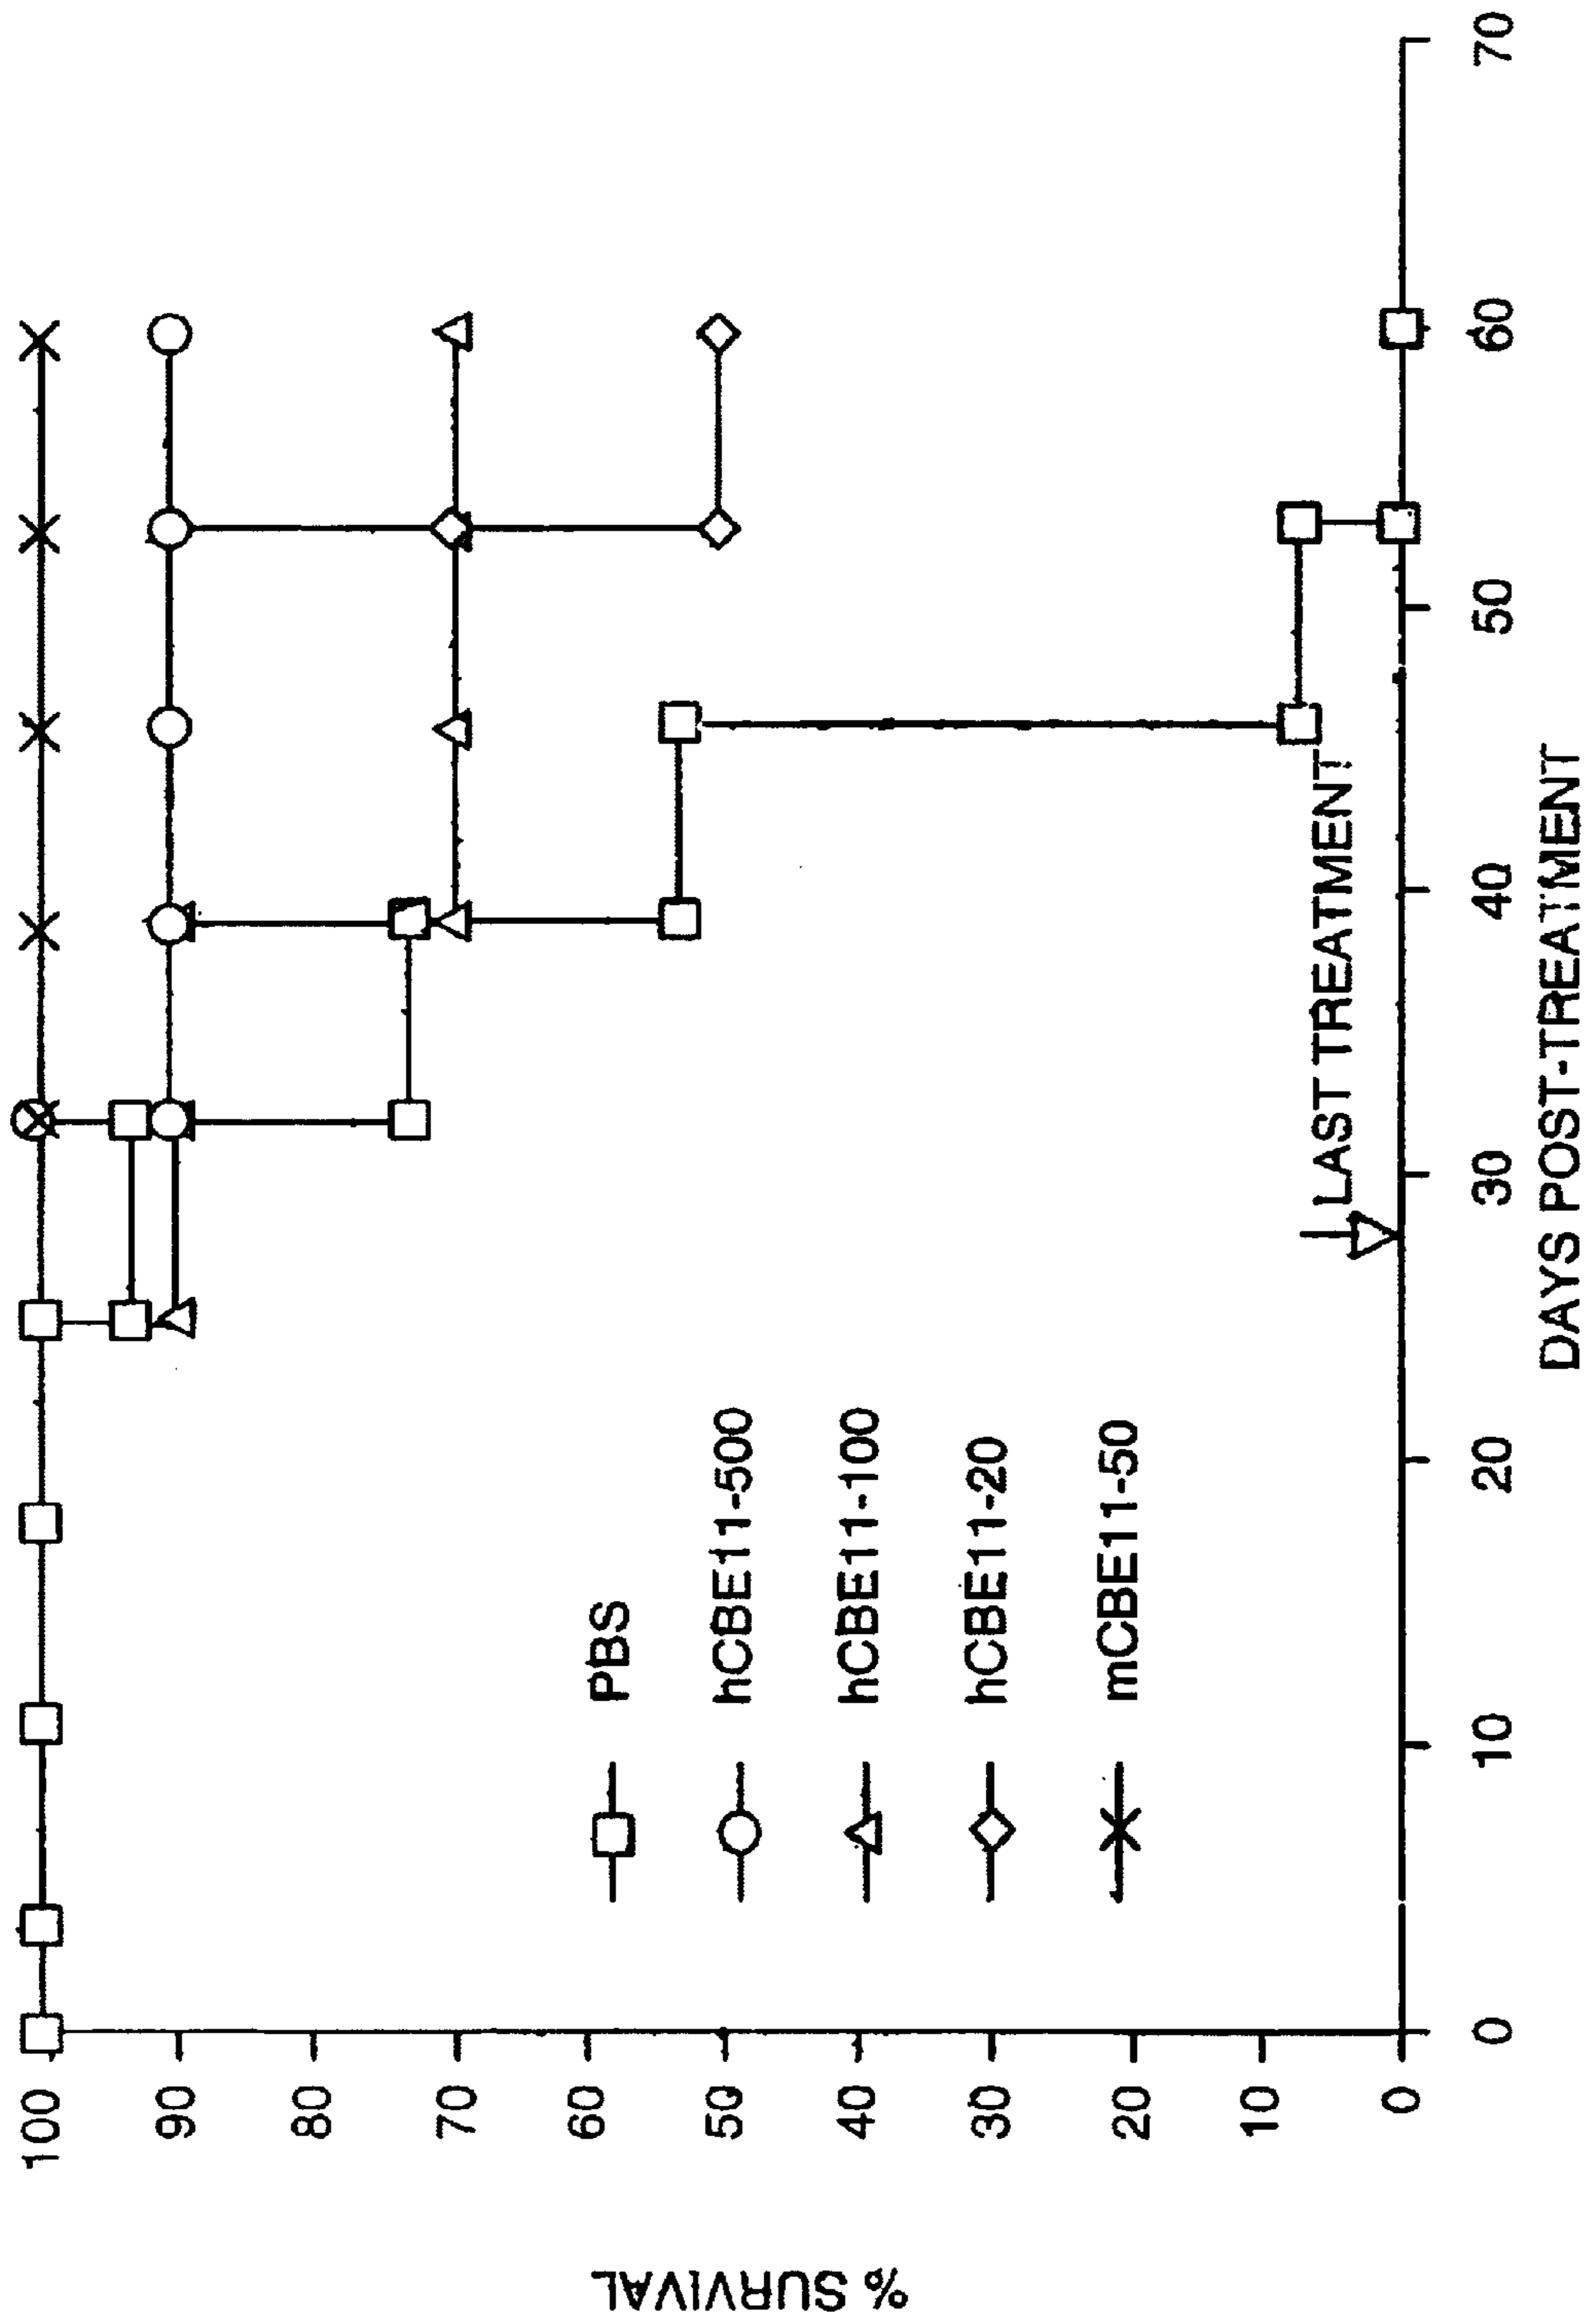 % SURVIVAL
100
90
80
70
60
50
40
30
20
10
0
PBS
hCBE11-500
hCBE11-100
hCBE11-20
mCBE11-50
LAST TREATMENT
0 10 20 30 40 50 60 70
DAYS POST-TREATMENT